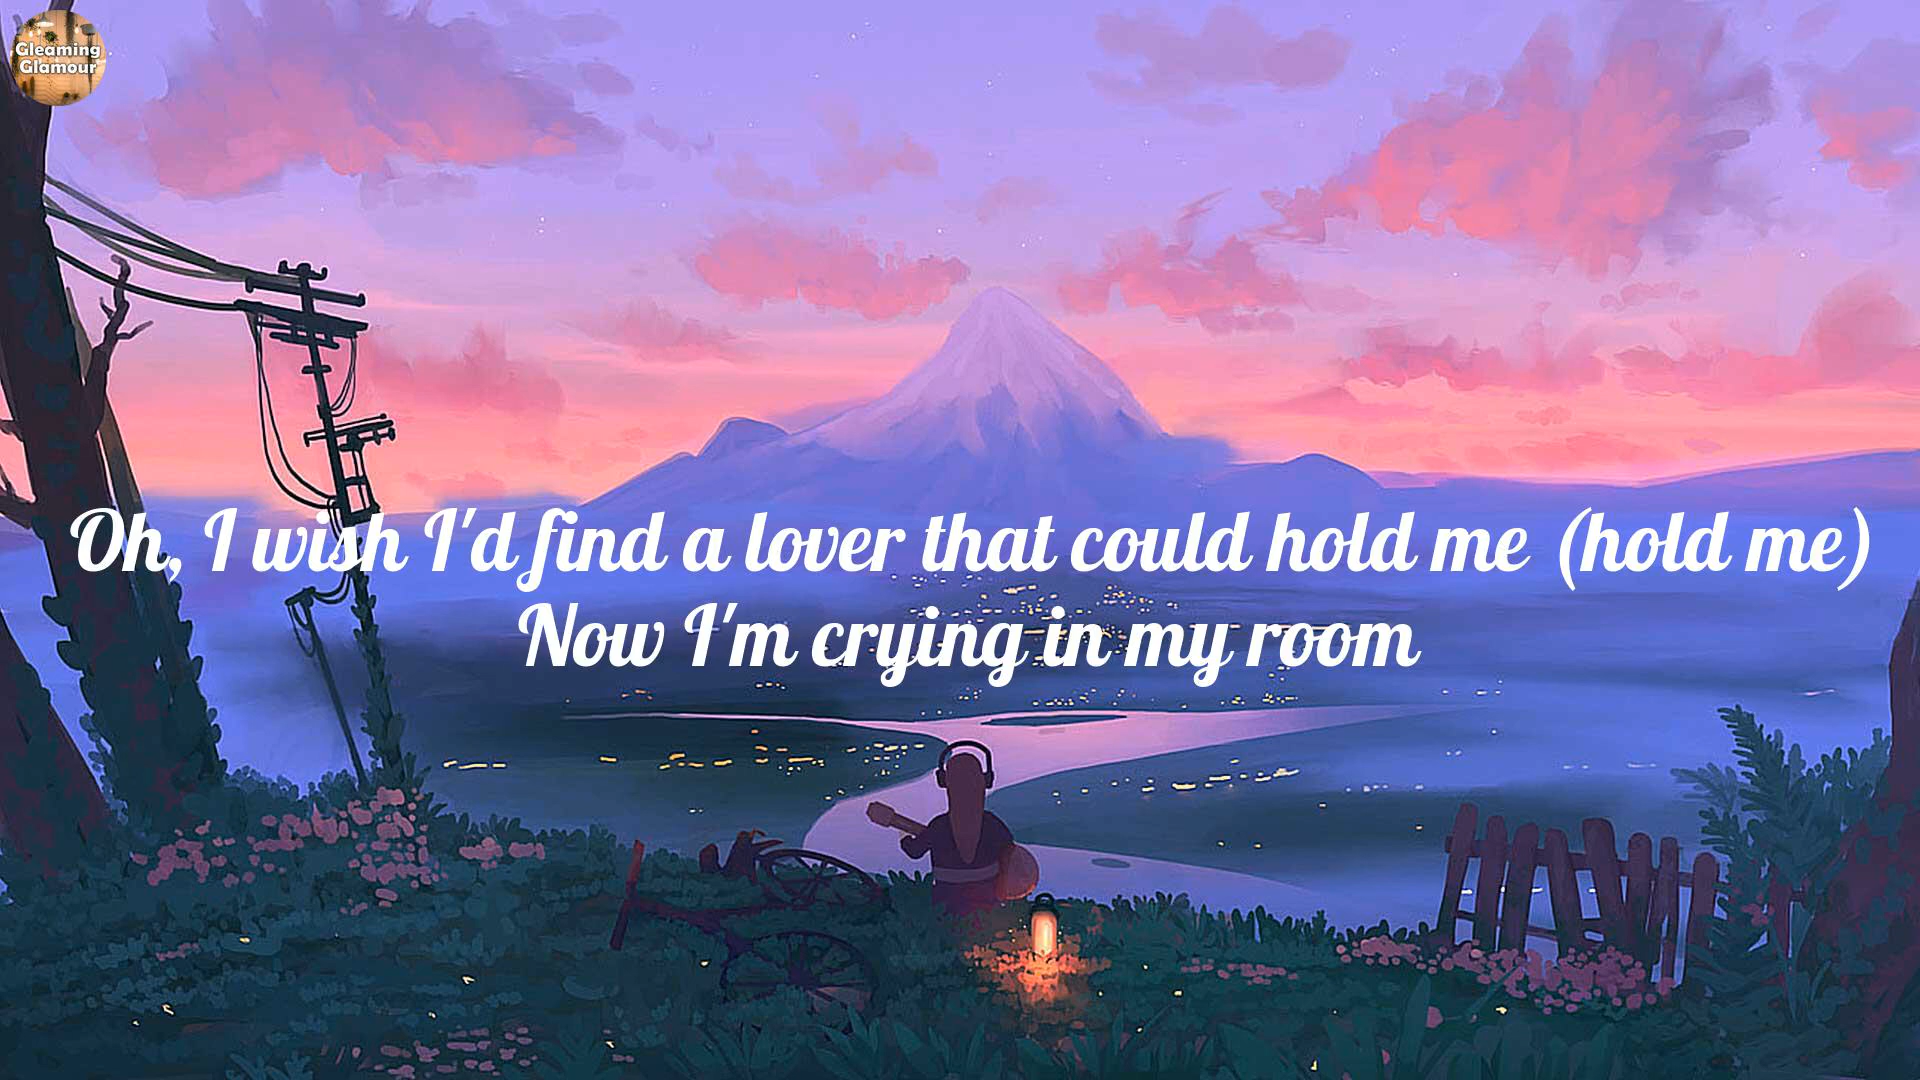 Gleaming
Glamour
Oh, I wish I'd find a lover that could hold me (hold me)
Now I'm crying in my room